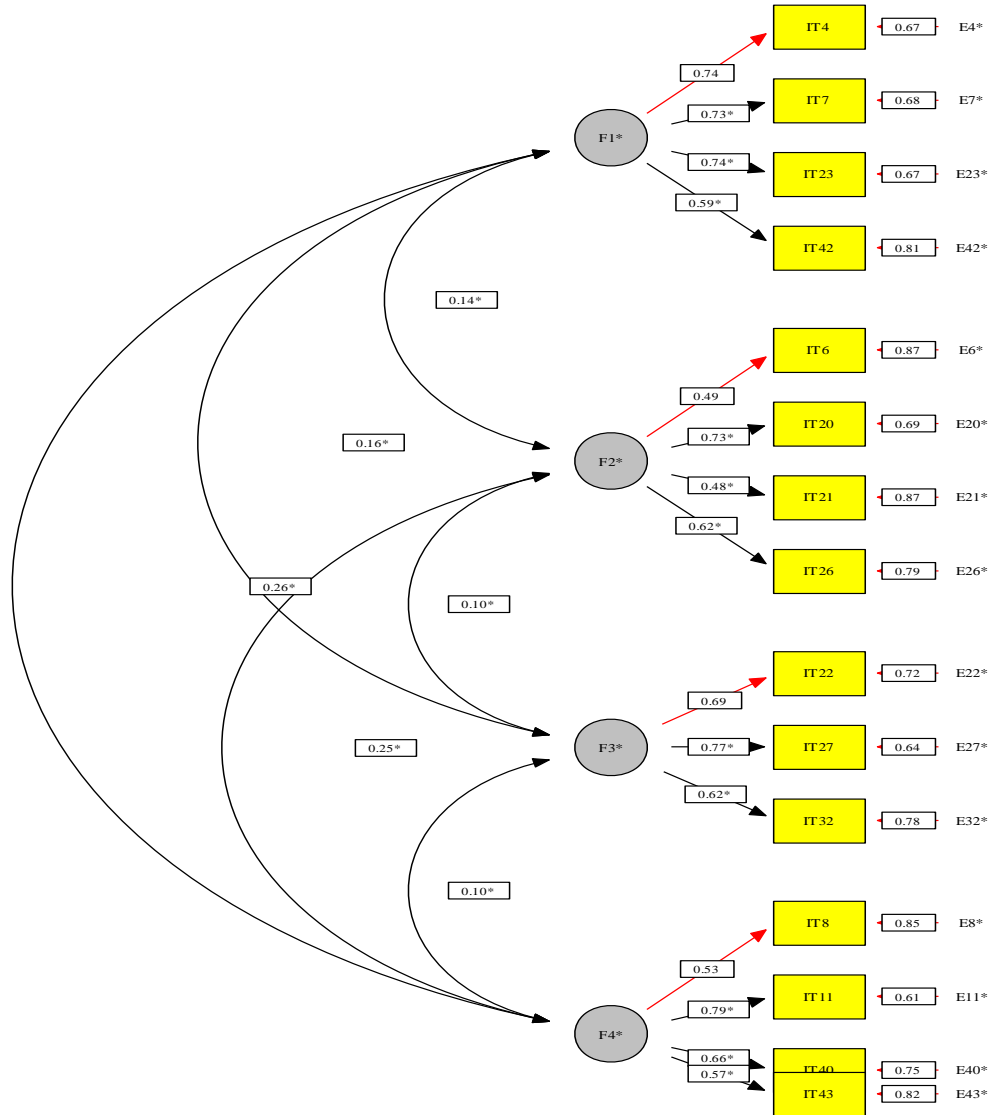 IT4 0.67 E4*
0.74
IT7 0.68 E7*
0.73*
F1*
0.74*
IT23 0.67 E23*
0.59*
IT42 0.81 E42*
0.14*
IT6 0.87 E6*
0.49
IT20 0.69 E20*
0.16*
0.73*
F2*
0.48*
IT21 0.87 E21*
0.62*
IT26 0.79 E26*
0.26*
0.10*
IT22 0.72 E22*
0.69
0.25*
F3*
0.77*
IT27 0.64 E27*
0.62*
IT32 0.78 E32*
0.10*
IT8 0.85 E8*
0.53
IT11 0.61 E11*
0.79*
F4*
0.66*
IT40 0.75 E40*
0.57*
IT43 0.82 E43*